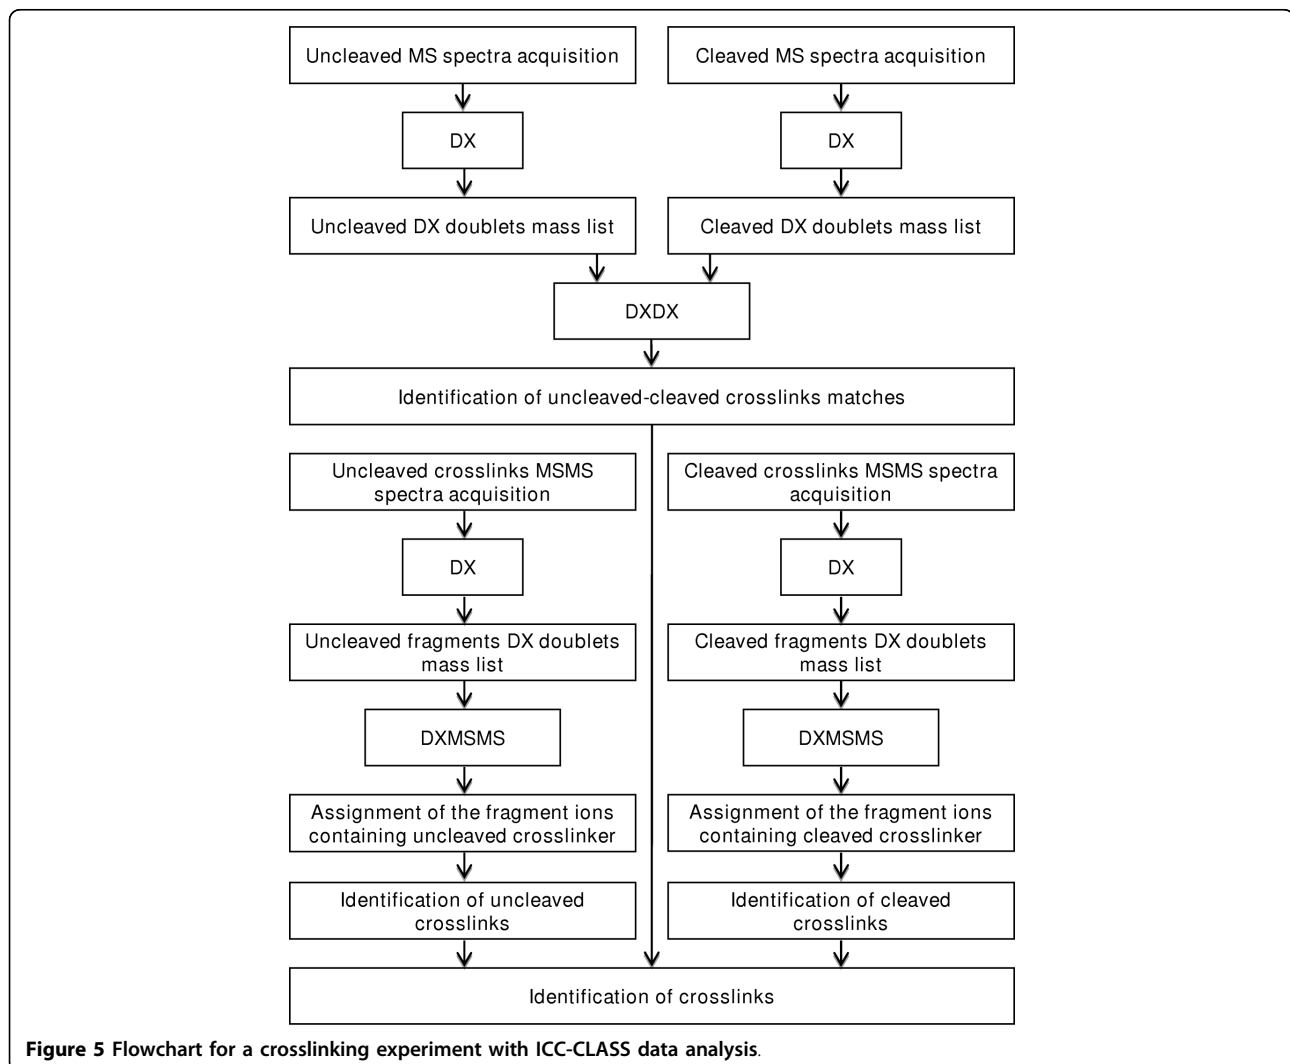 Uncleaved MS spectra acquisition
Cleaved MS spectra acquisition
DX
DX
Uncleaved DX doublets mass list
Cleaved DX doublets mass list
DXDX
Identification of uncleaved-cleaved crosslinks matches
Uncleaved crosslinks MSMS
spectra acquisition
Cleaved crosslinks MSMS spectra
acquisition
DX
DX
Uncleaved fragments DX doublets
mass list
Cleaved fragments DX doublets
mass list
DXMSMS
DXMSMS
Assignment of the fragment ions
containing uncleaved crosslinker
Assignment of the fragment ions
containing cleaved crosslinker
Identification of uncleaved
crosslinks
Identification of cleaved
crosslinks
Identification of crosslinks
Figure 5 Flowchart for a crosslinking experiment with ICC-CLASS data analysis.